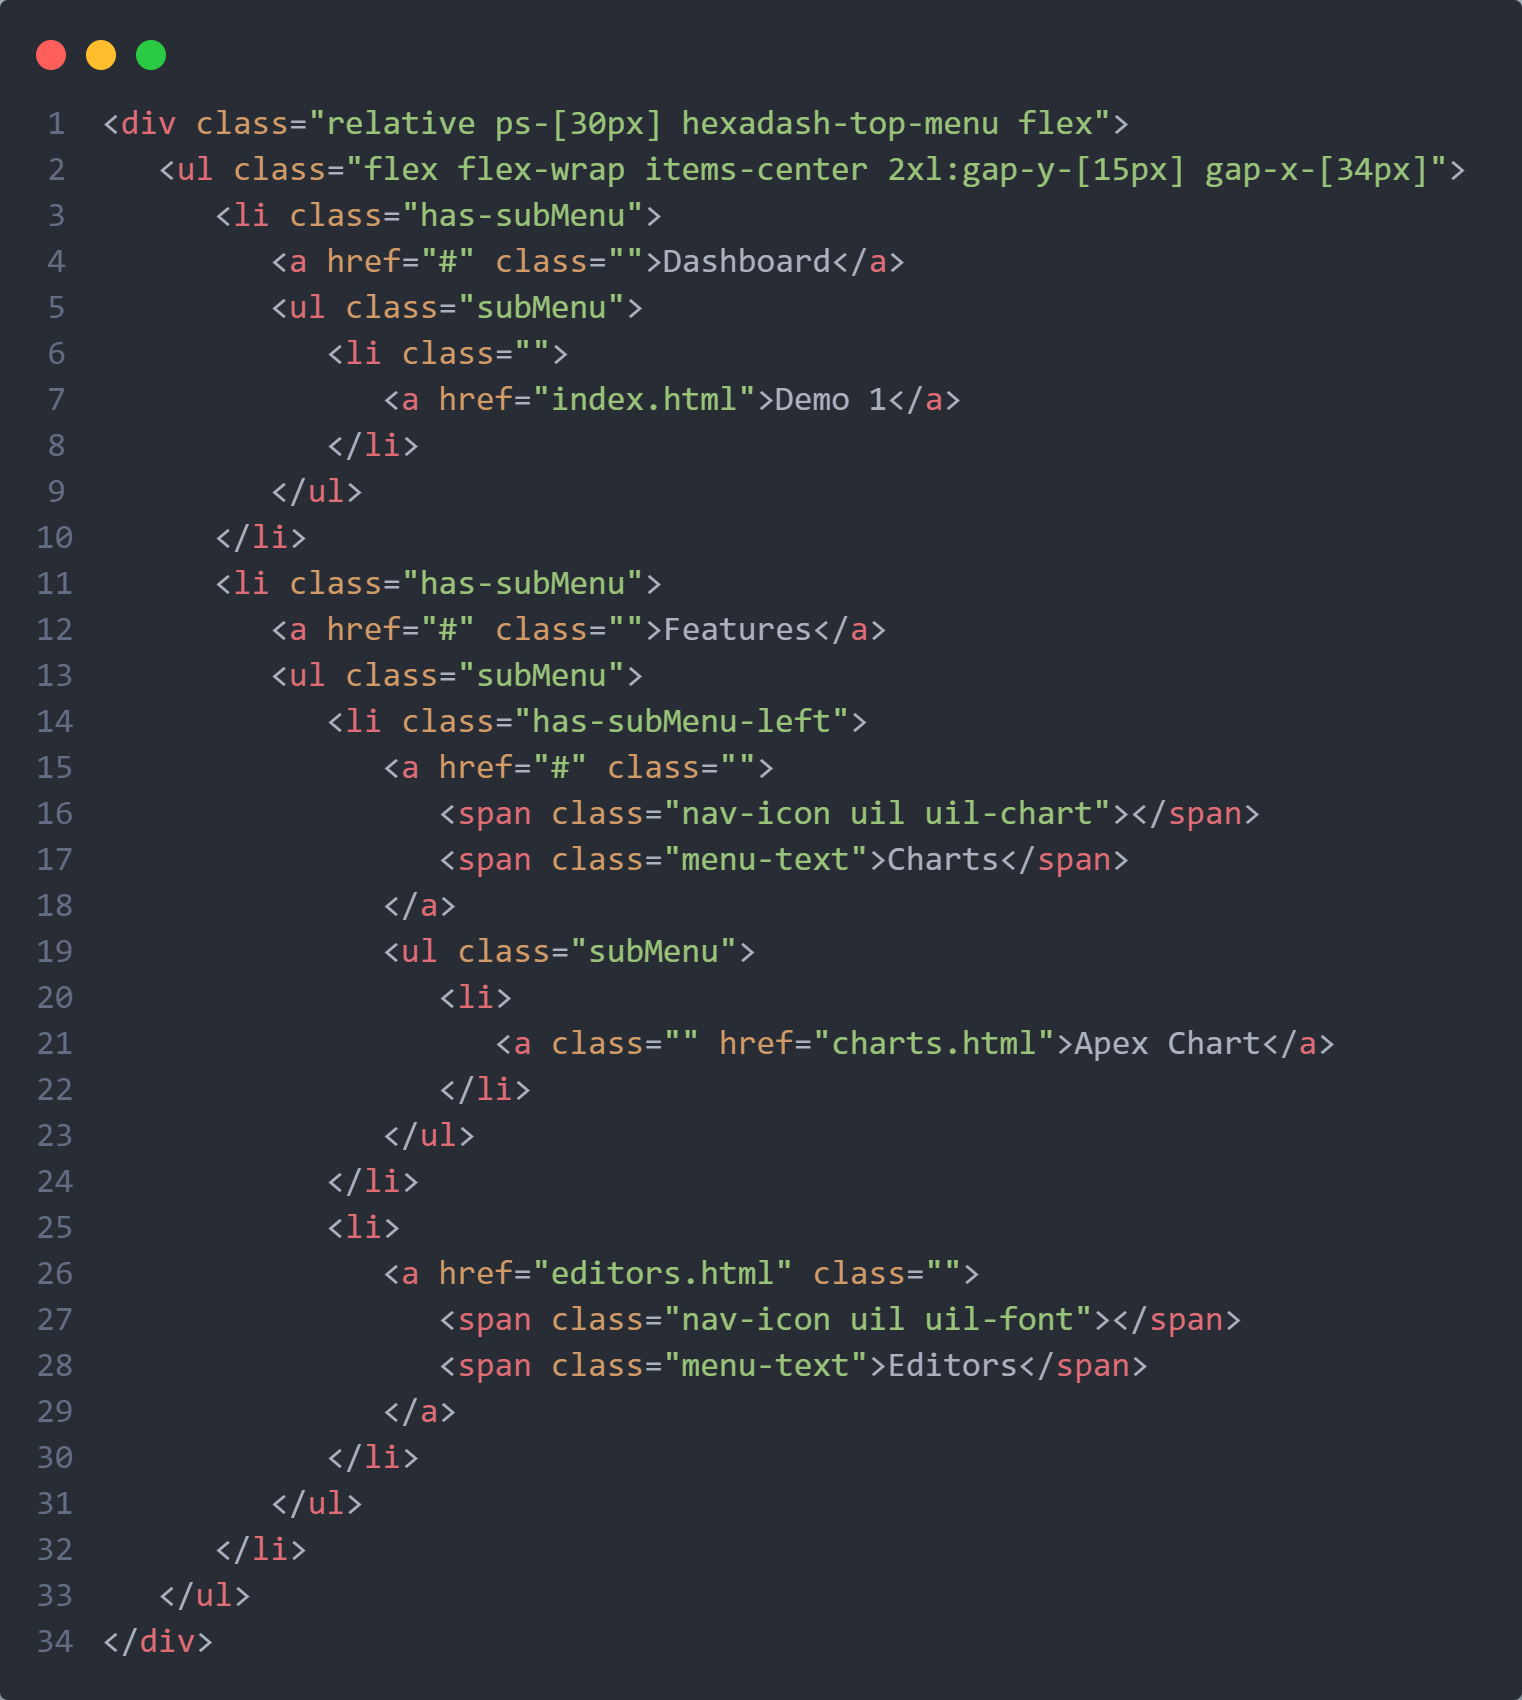 1 <div class="relative ps-[30px] hexadash-top-menu flex">
2    <ul class="flex flex-wrap items-center 2xl:gap-y-[15px] gap-x-[34px]">
3       <li class="has-subMenu">
4          <a href="#" class="">Dashboard</a>
5          <ul class="subMenu">
6             <li class="">
7                <a href="index.html">Demo 1</a>
8             </li>
9          </ul>
10       </li>
11       <li class="has-subMenu">
12          <a href="#" class="">Features</a>
13          <ul class="subMenu">
14             <li class="has-subMenu-left">
15                <a href="#" class="">
16                   <span class="nav-icon uil uil-chart"></span>
17                   <span class="menu-text">Charts</span>
18                </a>
19                <ul class="subMenu">
20                   <li>
21                      <a class="" href="charts.html">Apex Chart</a>
22                   </li>
23                </ul>
24             </li>
25             <li>
26                <a href="editors.html" class="">
27                   <span class="nav-icon uil uil-font"></span>
28                   <span class="menu-text">Editors</span>
29                </a>
30             </li>
31          </ul>
32       </li>
33    </ul>
34 </div>